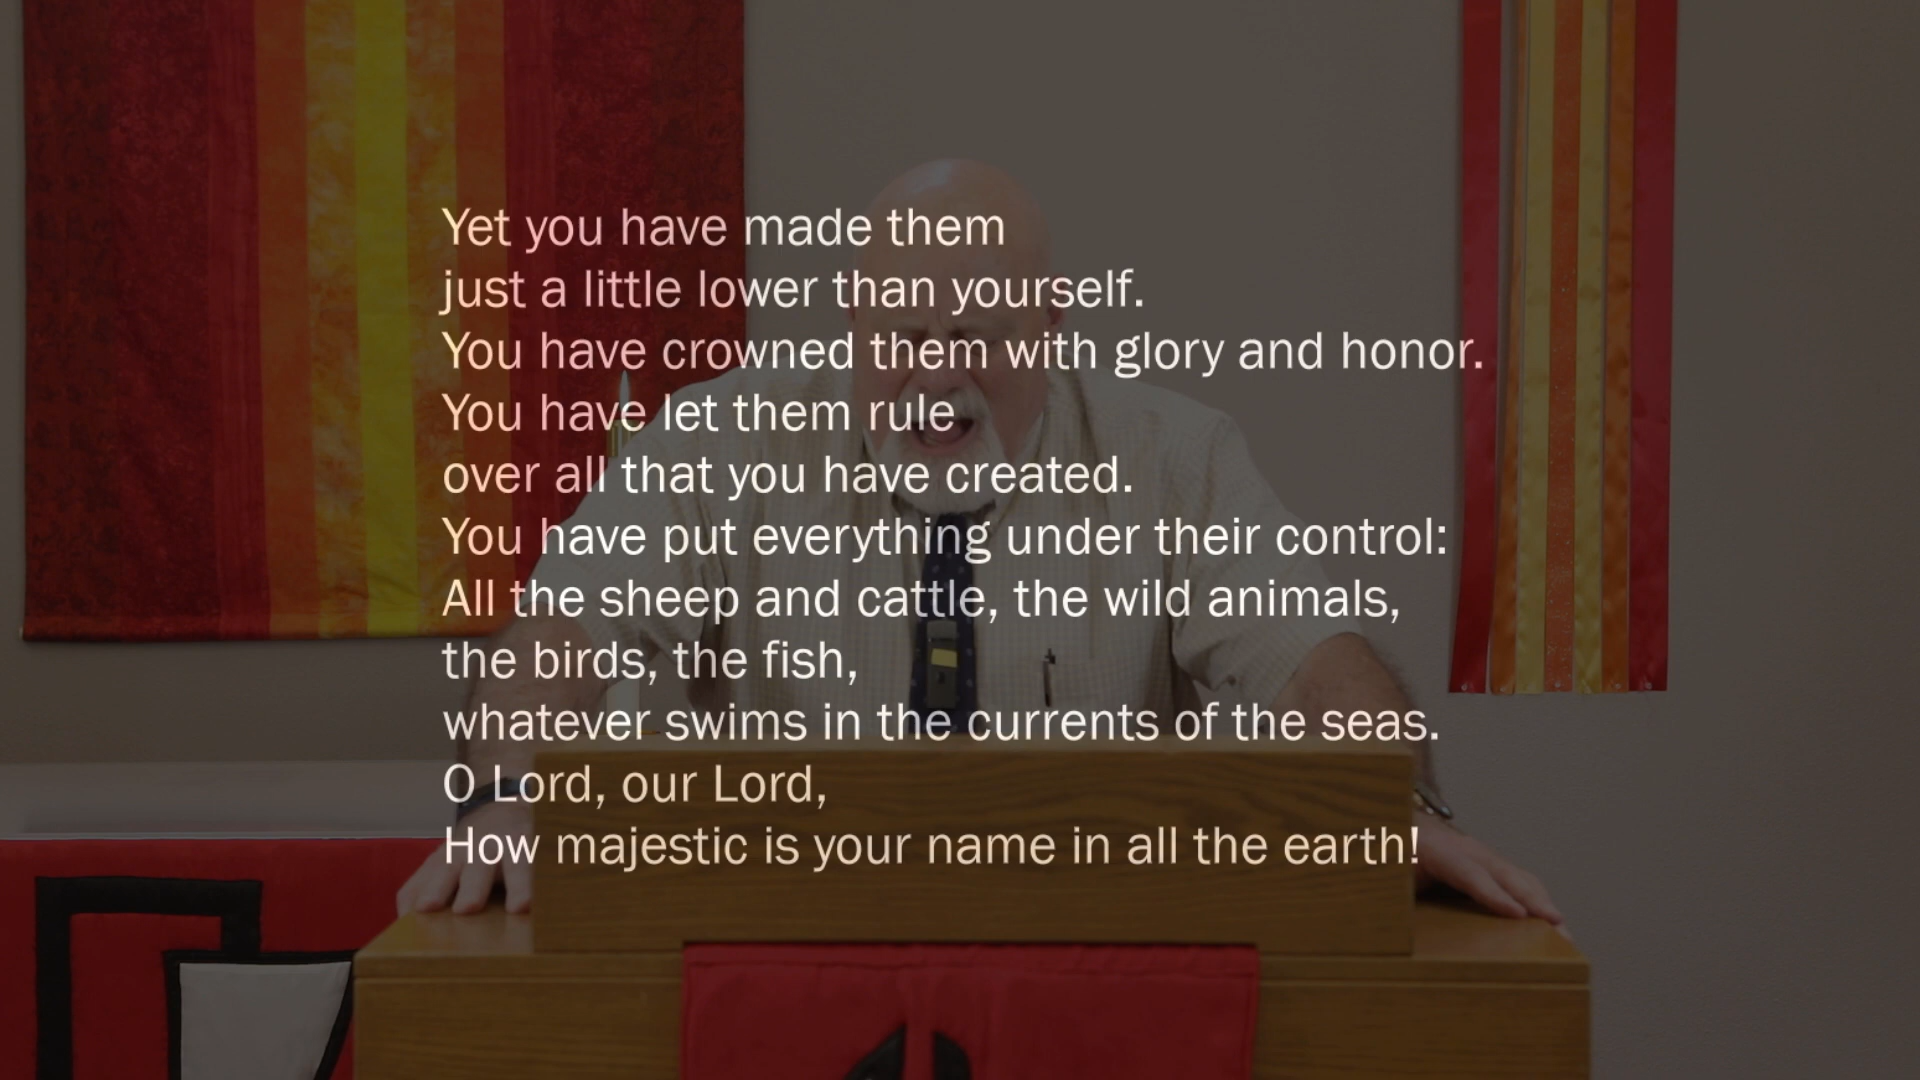 Yet you have made them
just a little lower than yourself.
You have crowned them with glory and honor.
You have let them rule
over all that you have created.
You have put everything under their control:
All the sheep and cattle, the wild animals,
the birds, the fish,
whatever swims in the currents of the seas.
O Lord, our Lord,
How majestic is your name in all the earth!